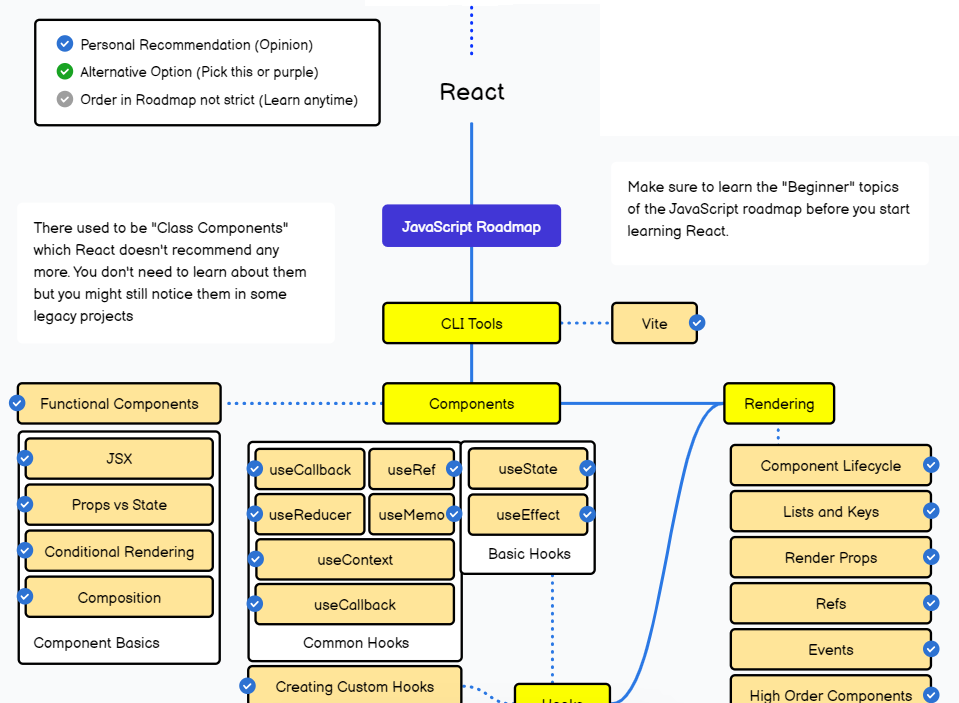 Personal Recommendation (Opinion)
Alternative Option (Pick this or purple)
Order in Roadmap not strict (Learn anytime)
React
Make sure to learn the "Beginner" topics
of the JavaScript roadmap before you start
learning React.
There used to be "Class Components"
which React doesn't recommend any
more. You don't need to learn about them
but you might still notice them in some
legacy projects
JavaScript Roadmap
CLI Tools
Vite
Functional Components
Components
Rendering
JSX
Props vs State
Conditional Rendering
Composition
Component Basics
useCallback
useRef
useReducer
useMemo
useContext
useCallback
Common Hooks
useState
useEffect
Basic Hooks
Component Lifecycle
Lists and Keys
Render Props
Refs
Events
High Order Components
Creating Custom Hooks
Hooks